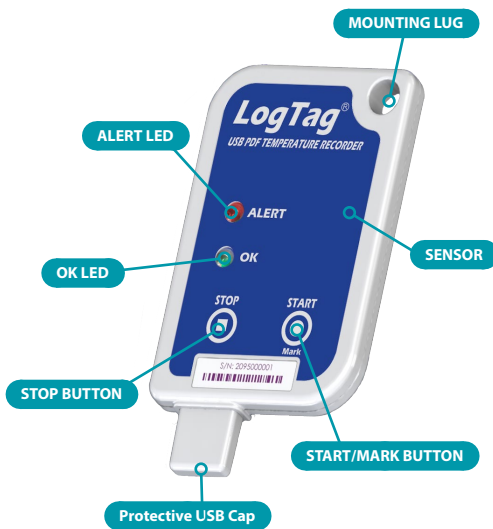 MOUNTING LUG
LogTag®
USB PDF TEMPERATURE RECORDER
ALERT LED
ALERT
SENSOR
OK LED
OK
STOP
START
Mark
STOP BUTTON
S/N: 2095000001
START/MARK BUTTON
Protective USB Cap